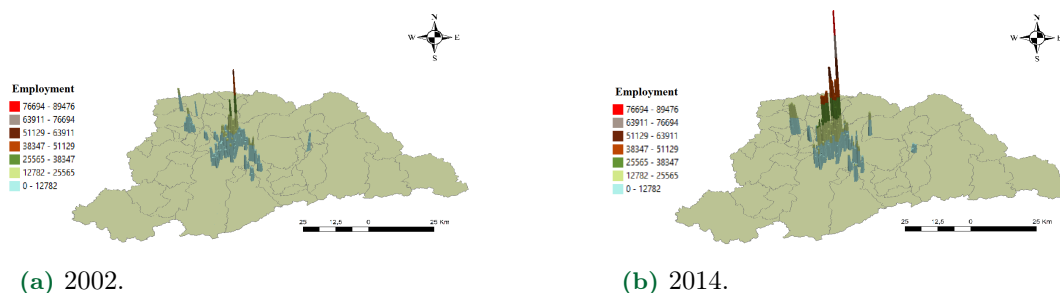 N
W E
S
Employment
76694 - 89476
63911 - 76694
51129 - 63911
38347 - 51129
25565 - 38347
12782 - 25565
0 - 12782
25 12,5 0 25 Km
(a) 2002.
N
W E
S
Employment
76694 - 89476
63911 - 76694
51129 - 63911
38347 - 51129
25565 - 38347
12782 - 25565
0 - 12782
25 12,5 0 25 Km
(b) 2014.